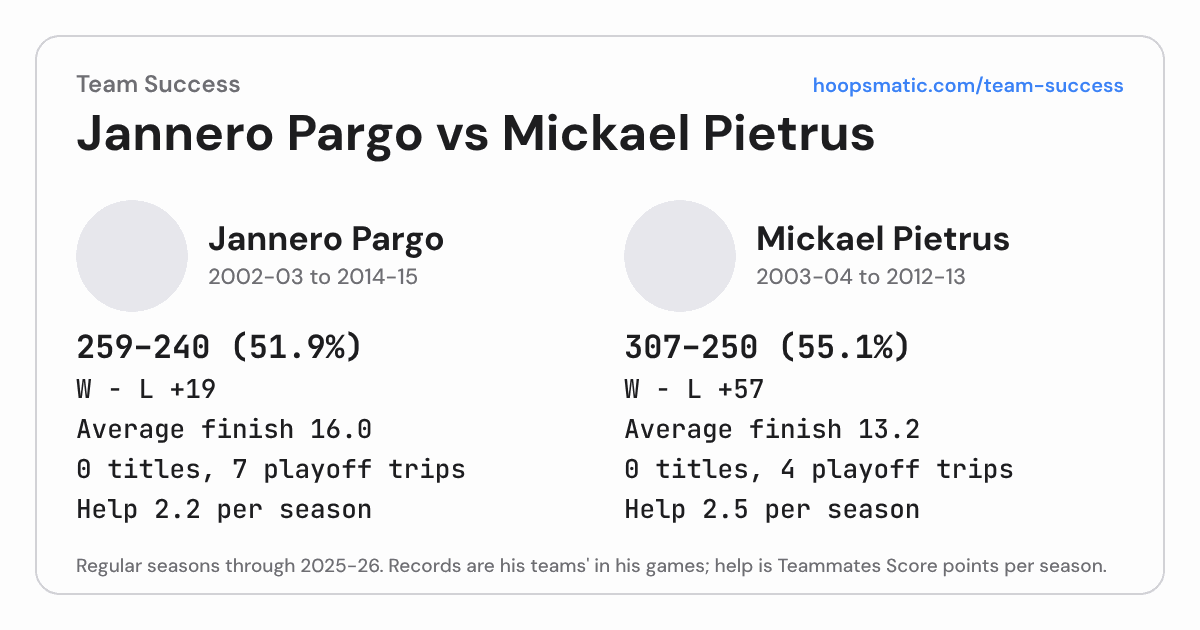 Team Success
hoopsmatic.com/team-success
Jannero Pargo vs Mickael Pietrus
Jannero Pargo
2002-03 to 2014-15
259-240 (51.9%)
W - L +19
Average finish 16.0
0 titles, 7 playoff trips
Help 2.2 per season
Mickael Pietrus
2003-04 to 2012-13
307-250 (55.1%)
W - L +57
Average finish 13.2
0 titles, 4 playoff trips
Help 2.5 per season
Regular seasons through 2025-26. Records are his teams' in his games; help is Teammates Score points per season.